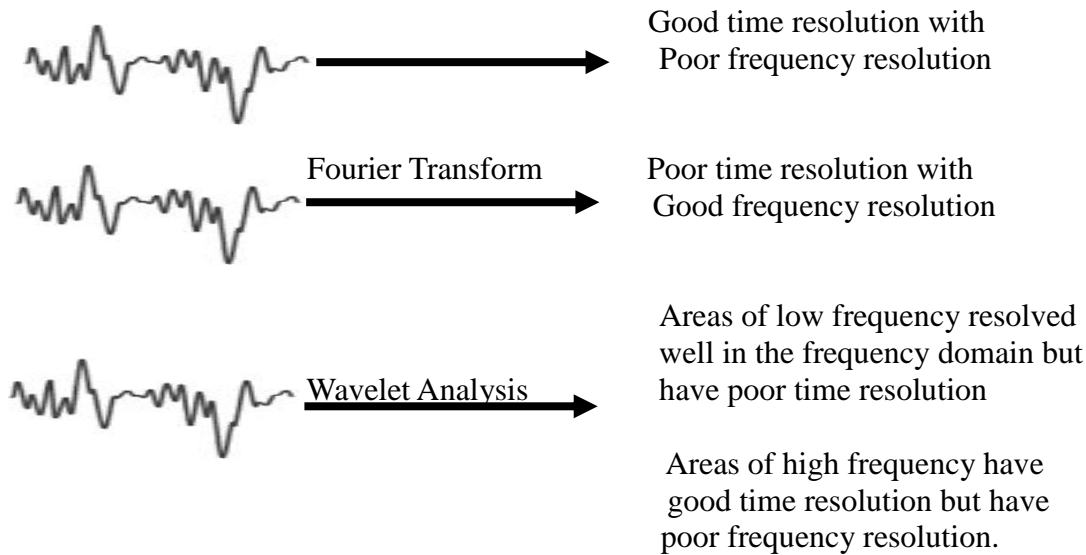 Good time resolution with
Poor frequency resolution
Fourier Transform
Poor time resolution with
Good frequency resolution
Wavelet Analysis
Areas of low frequency resolved
well in the frequency domain but
have poor time resolution
Areas of high frequency have
good time resolution but have
poor frequency resolution.